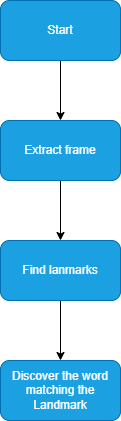 Start
Extract frame
Find lanmarks
Discover the word
matching the
Landmark